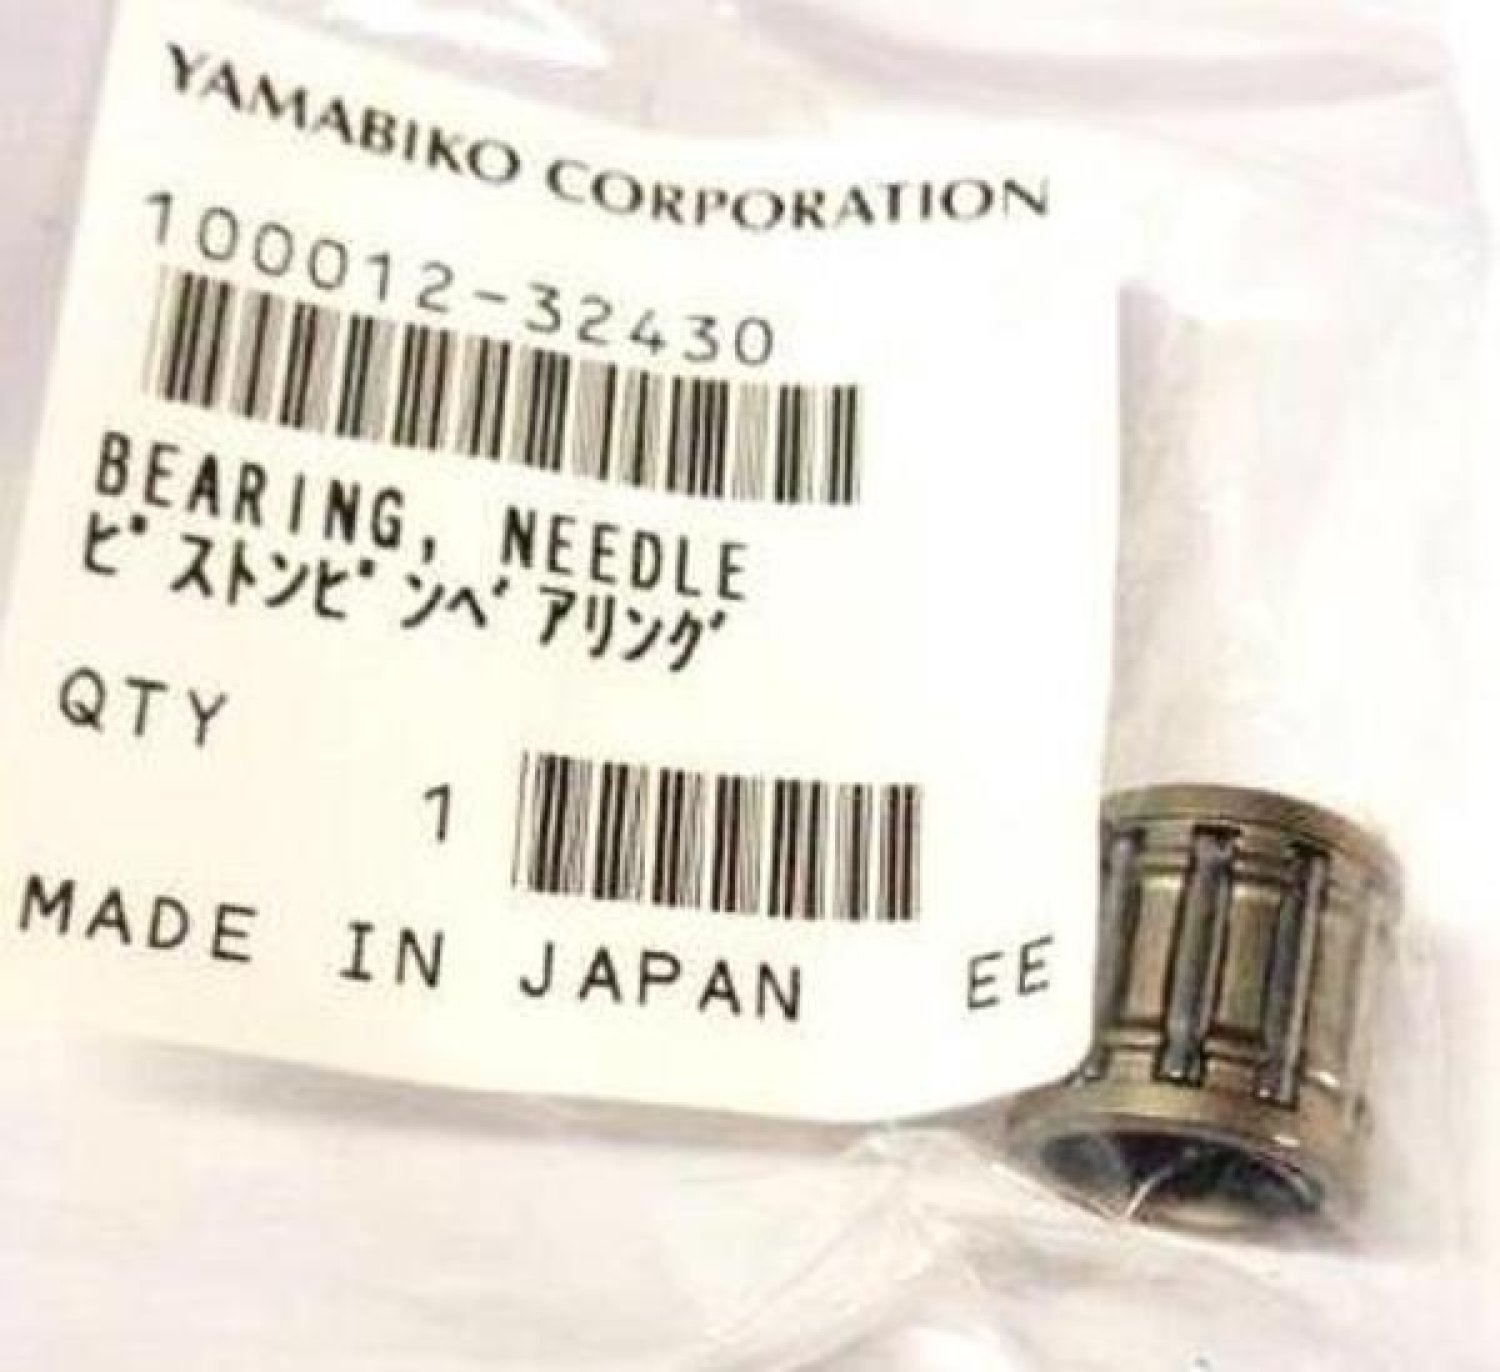 YAMABIKO CORPORATION
100012-32430
BEARING, NEEDLE
ﾋﾟｽﾄﾝﾋﾟﾝﾍﾞｱﾘﾝｸﾞ
QTY
1
MADE IN JAPAN EE